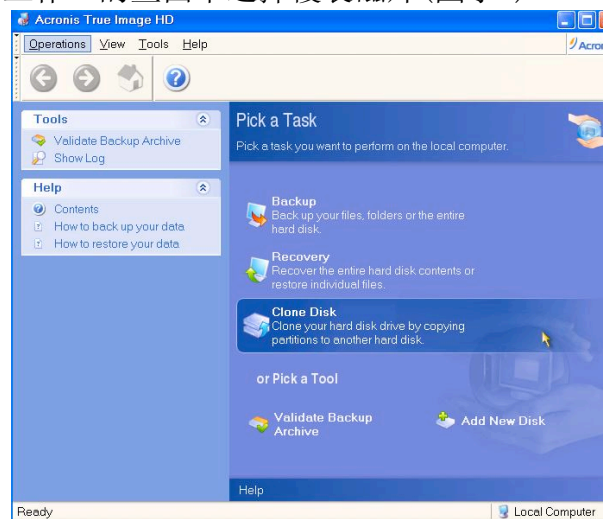 Acronis True Image HD
Operations View Tools Help
Tools
Validate Backup Archive
Show Log
Help
Contents
How to back up your data
How to restore your data
Pick a Task
Pick a task you want to perform on the local computer.
Backup
Back up your files, folders or the entire
hard disk.
Recovery
Recover the entire hard disk contents or
restore individual files.
Clone Disk
Clone your hard disk drive by copying
partitions to another hard disk.
or Pick a Tool
Validate Backup
Archive
Add New Disk
Help
Ready
Local Computer